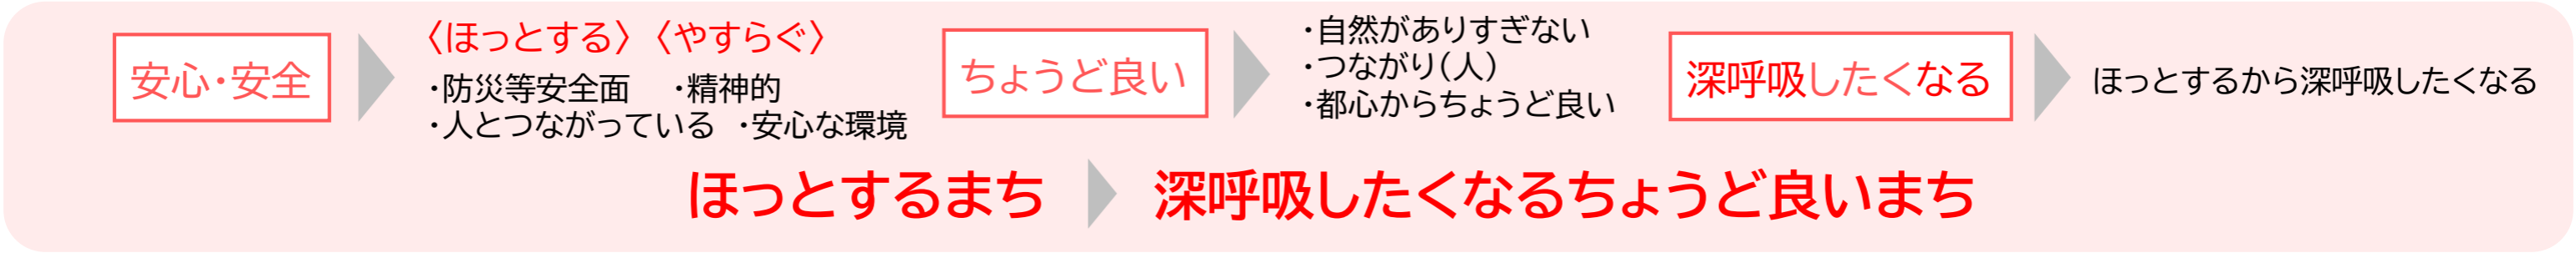 安心・安全
〈ほっとする〉〈やすらぐ〉
・防災等安全面　・精神的
・人とつながっている　・安心な環境
ちょうど良い
・自然がありすぎない
・つながり(人)
・都心からちょうど良い
深呼吸したくなる
ほっとするから深呼吸したくなる
ほっとするまち　深呼吸したくなるちょうど良いまち